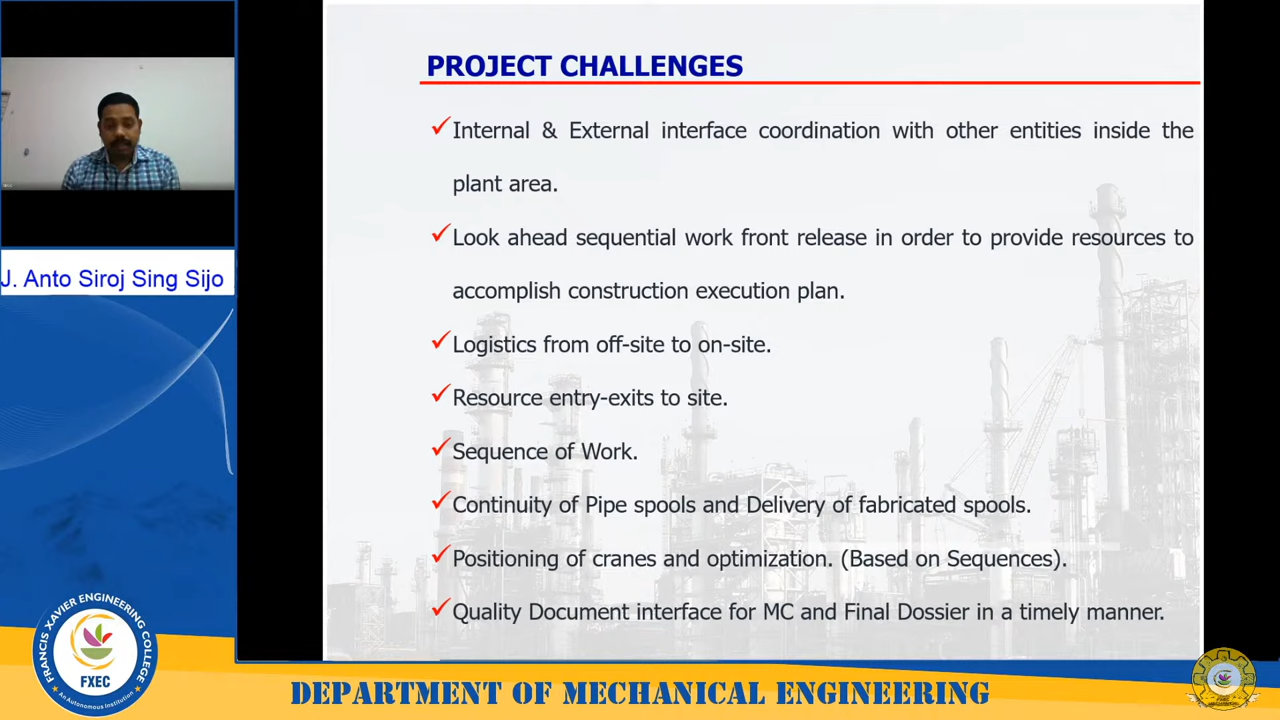 PROJECT CHALLENGES
✓Internal & External interface coordination with other entities inside the
plant area.
✓Look ahead sequential work front release in order to provide resources to
accomplish construction execution plan.
✓Logistics from off-site to on-site.
✓Resource entry-exits to site.
✓Sequence of Work.
✓Continuity of Pipe spools and Delivery of fabricated spools.
✓Positioning of cranes and optimization. (Based on Sequences).
✓Quality Document interface for MC and Final Dossier in a timely manner.
J. Anto Siroj Sing Sijo
FRANCIS XAVIER ENGINEERING COLLEGE
FXEC
An Autonomous Institution
DEPARTMENT OF MECHANICAL ENGINEERING